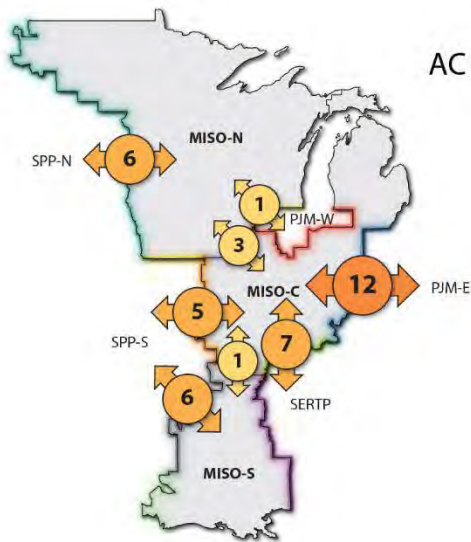 AC
MISO-N
SPP-N
6
1
PJM-W
3
MISO-C
12
PJM-E
5
7
SPP-S
1
SERTP
6
MISO-S